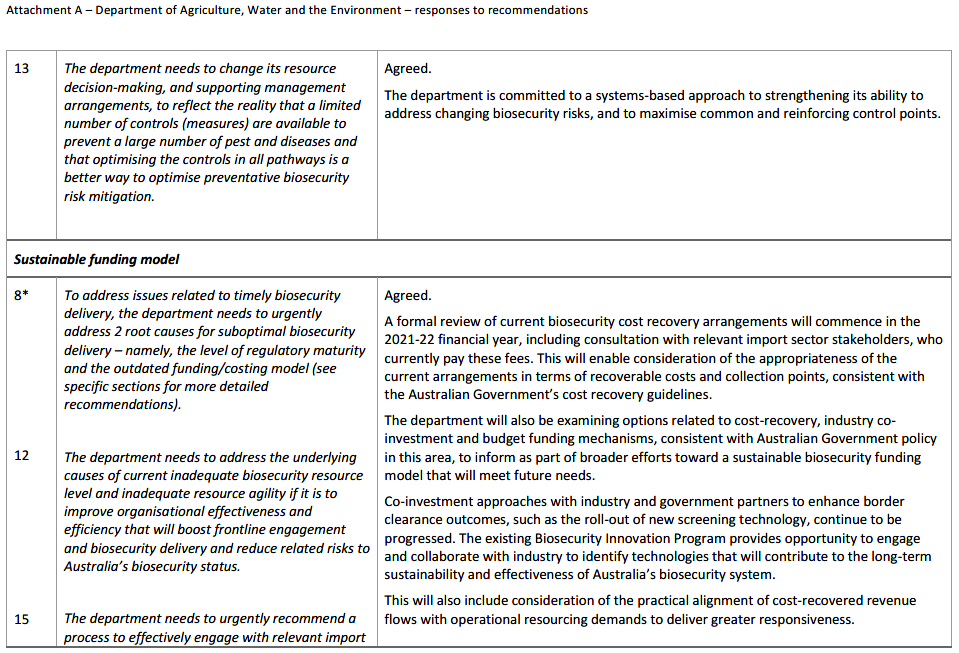 Attachment A – Department of Agriculture, Water and the Environment – responses to recommendations
13
The department needs to change its resource
decision-making, and supporting management
arrangements, to reflect the reality that a limited
number of controls (measures) are available to
prevent a large number of pest and diseases and
that optimising the controls in all pathways is a
better way to optimise preventative biosecurity
risk mitigation.
Agreed.
The department is committed to a systems-based approach to strengthening its ability to
address changing biosecurity risks, and to maximise common and reinforcing control points.
Sustainable funding model
8*
To address issues related to timely biosecurity
delivery, the department needs to urgently
address 2 root causes for suboptimal biosecurity
delivery – namely, the level of regulatory maturity
and the outdated funding/costing model (see
specific sections for more detailed
recommendations).
12
The department needs to address the underlying
causes of current inadequate biosecurity resource
level and inadequate resource agility if it is to
improve organisational effectiveness and
efficiency that will boost frontline engagement
and biosecurity delivery and reduce related risks to
Australia's biosecurity status.
15
The department needs to urgently recommend a
process to effectively engage with relevant import
Agreed.
A formal review of current biosecurity cost recovery arrangements will commence in the
2021-22 financial year, including consultation with relevant import sector stakeholders, who
currently pay these fees. This will enable consideration of the appropriateness of the
current arrangements in terms of recoverable costs and collection points, consistent with
the Australian Government's cost recovery guidelines.
The department will also be examining options related to cost-recovery, industry co-
investment and budget funding mechanisms, consistent with Australian Government policy
in this area, to inform as part of broader efforts toward a sustainable biosecurity funding
model that will meet future needs.
Co-investment approaches with industry and government partners to enhance border
clearance outcomes, such as the roll-out of new screening technology, continue to be
progressed. The existing Biosecurity Innovation Program provides opportunity to engage
and collaborate with industry to identify technologies that will contribute to the long-term
sustainability and effectiveness of Australia's biosecurity system.
This will also include consideration of the practical alignment of cost-recovered revenue
flows with operational resourcing demands to deliver greater responsiveness.